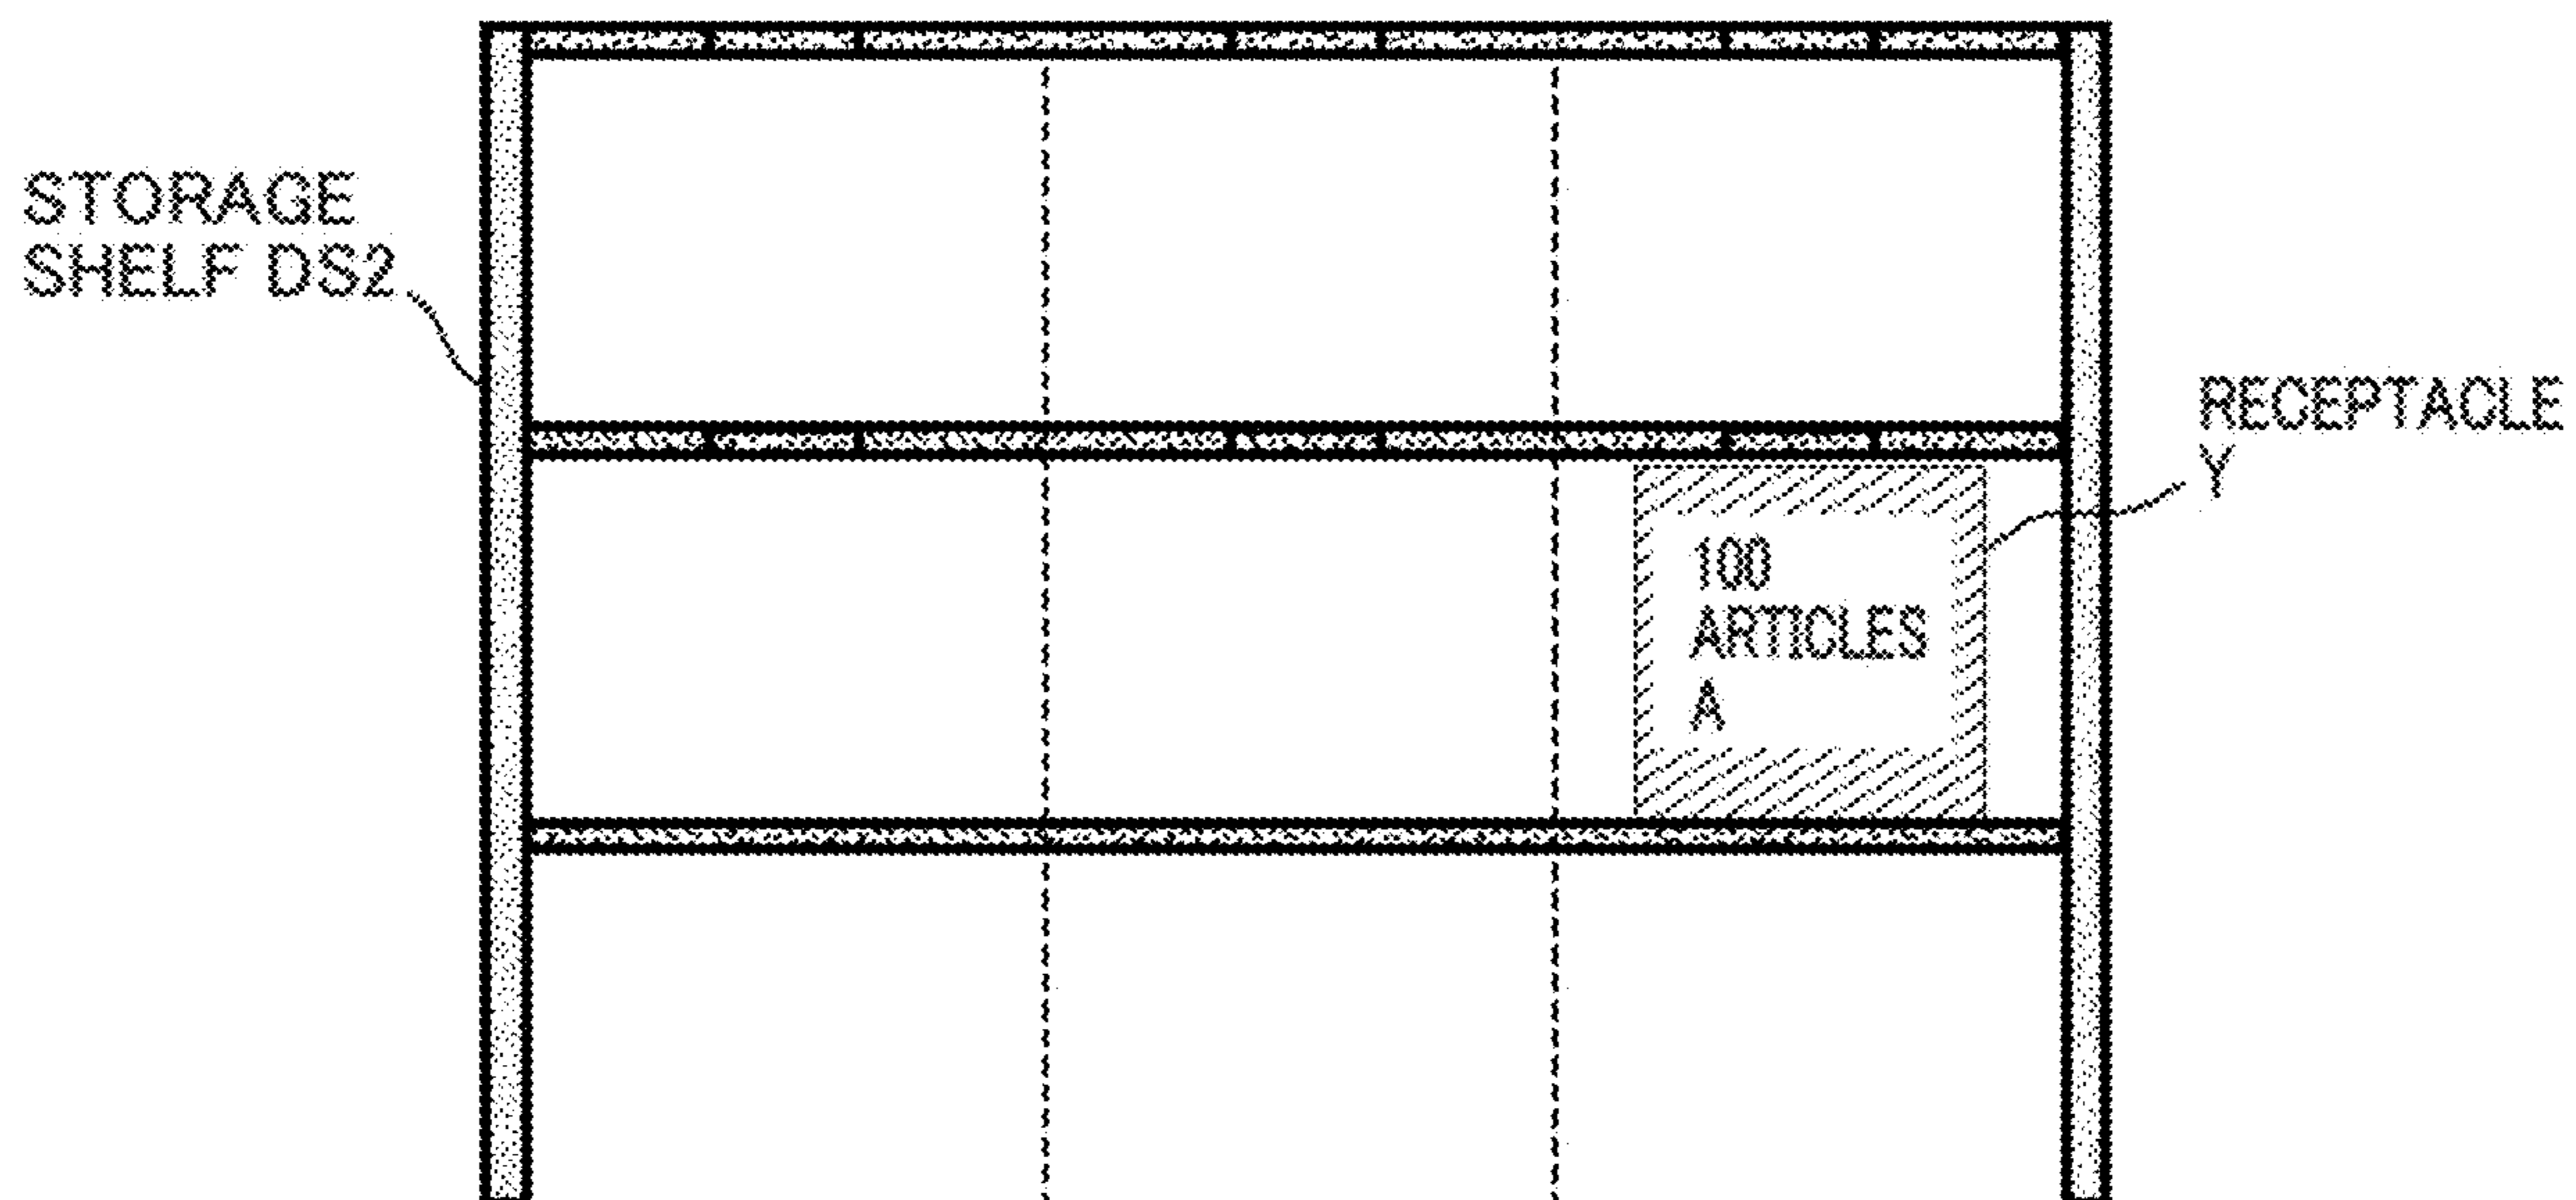 STORAGE
SHELF DS2
RECEPTACLE
Y
100
ARTICLES
A